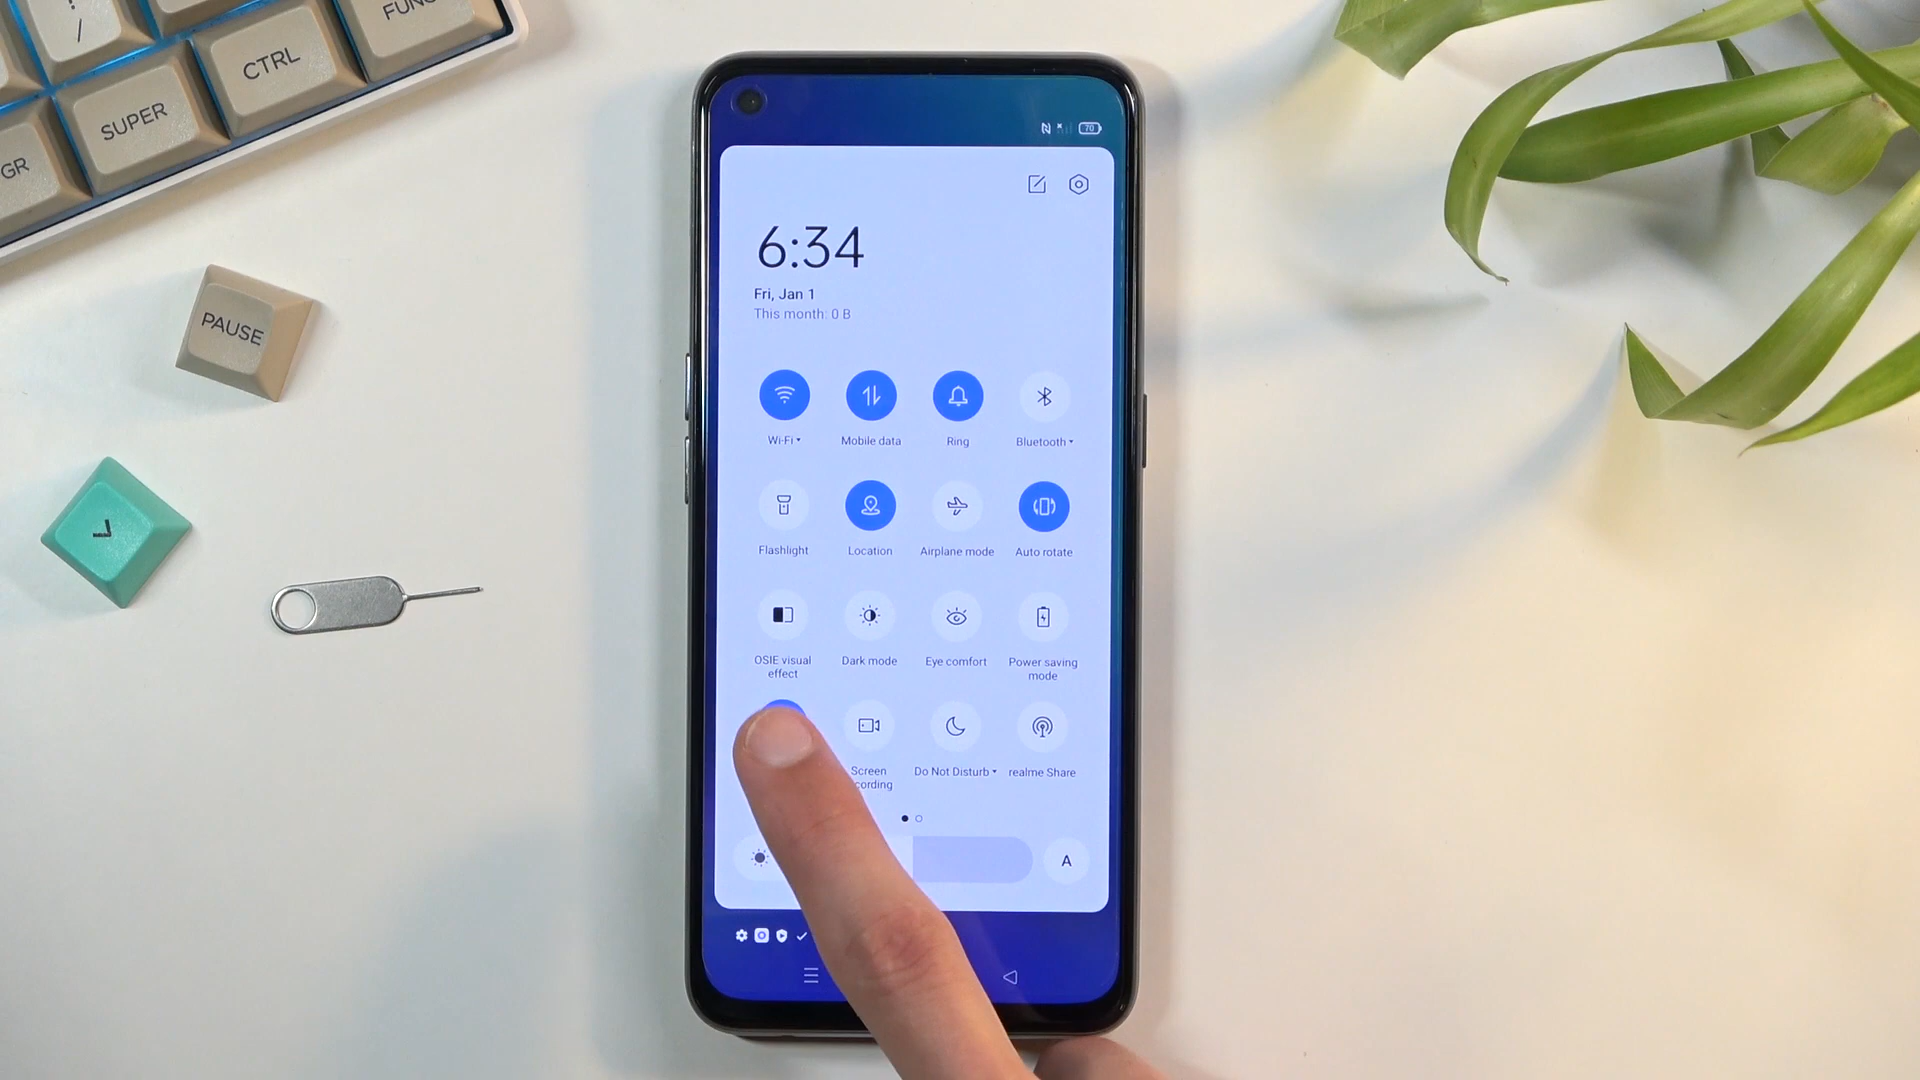 ! /
FUNC
CTRL
SUPER
GR
PAUSE
70
6:34
Fri, Jan 1
This month: 0 B
Wi-Fi
Mobile data
Ring
Bluetooth
Flashlight
Location
Airplane mode
Auto rotate
OSIE visual effect
Dark mode
Eye comfort
Power saving mode
Screen
cording
Do Not Disturb
realme Share
A